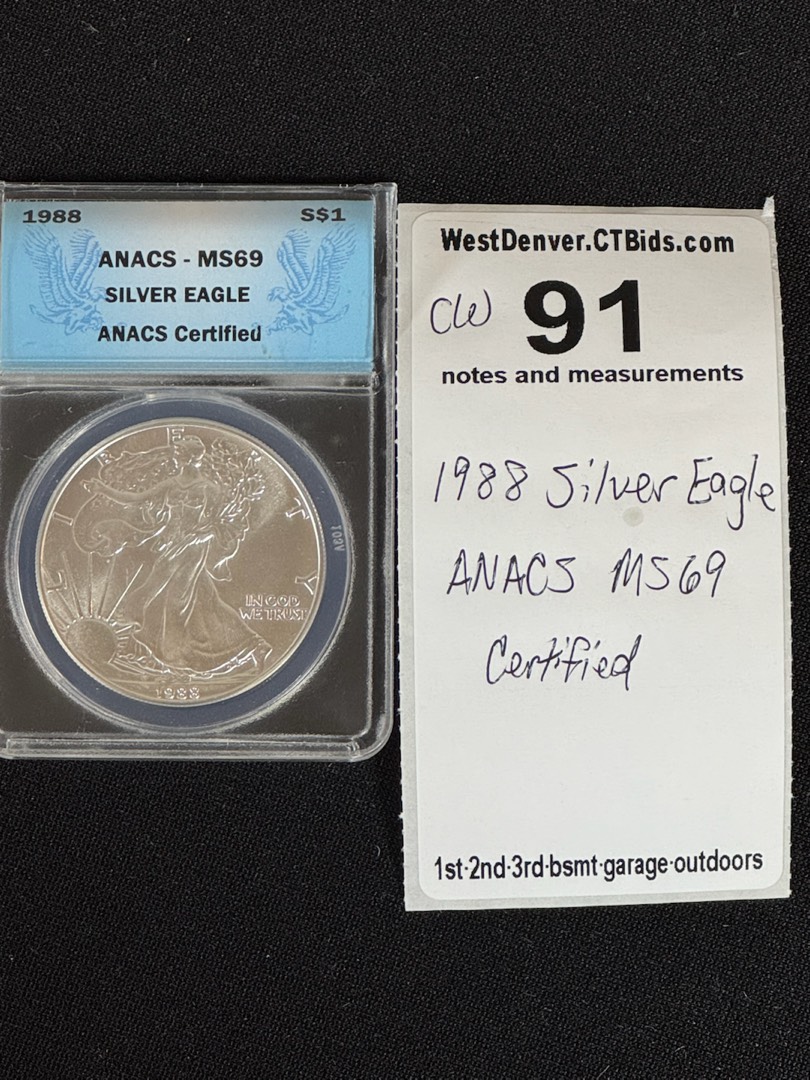 1988 S$1
ANACS - MS69
SILVER EAGLE
ANACS Certified
LIBERTY
IN GOD
WE TRUST
1988
WestDenver.CTBids.com
CW 91
notes and measurements
1988 Silver Eagle
ANACS MS69
Certified
1st-2nd-3rd-bsmt-garage-outdoors